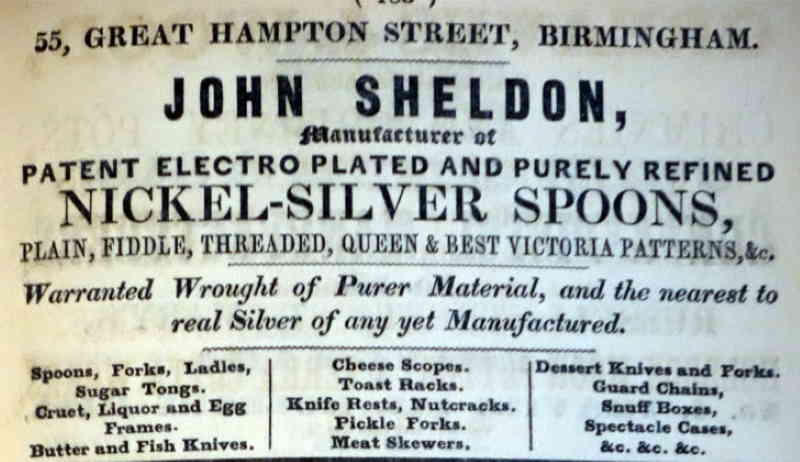 55, GREAT HAMPTON STREET, BIRMINGHAM.
JOHN SHELDON,
Manufacturer of
PATENT ELECTRO PLATED AND PURELY REFINED
NICKEL-SILVER SPOONS,
PLAIN, FIDDLE, THREADED, QUEEN & BEST VICTORIA PATTERNS, &c.
Warranted Wrought of Purer Material, and the nearest to
real Silver of any yet Manufactured.
Spoons, Forks, Ladles,
Sugar Tongs.
Cruet, Liquor and Egg
Frames.
Butter and Fish Knives.
Cheese Scopes.
Toast Racks.
Knife Rests, Nutcracks.
Pickle Forks.
Meat Skewers.
Dessert Knives and Forks.
Guard Chains,
Snuff Boxes,
Spectacle Cases,
&c. &c. &c.